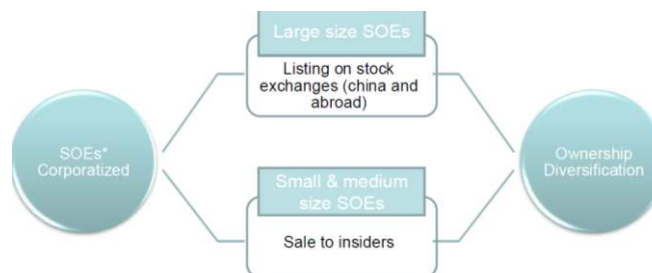 Large size SOEs
Listing on stock
exchanges (china and
abroad)
SOEs*
Corporatized
Ownership
Diversification
Small & medium
size SOEs
Sale to insiders